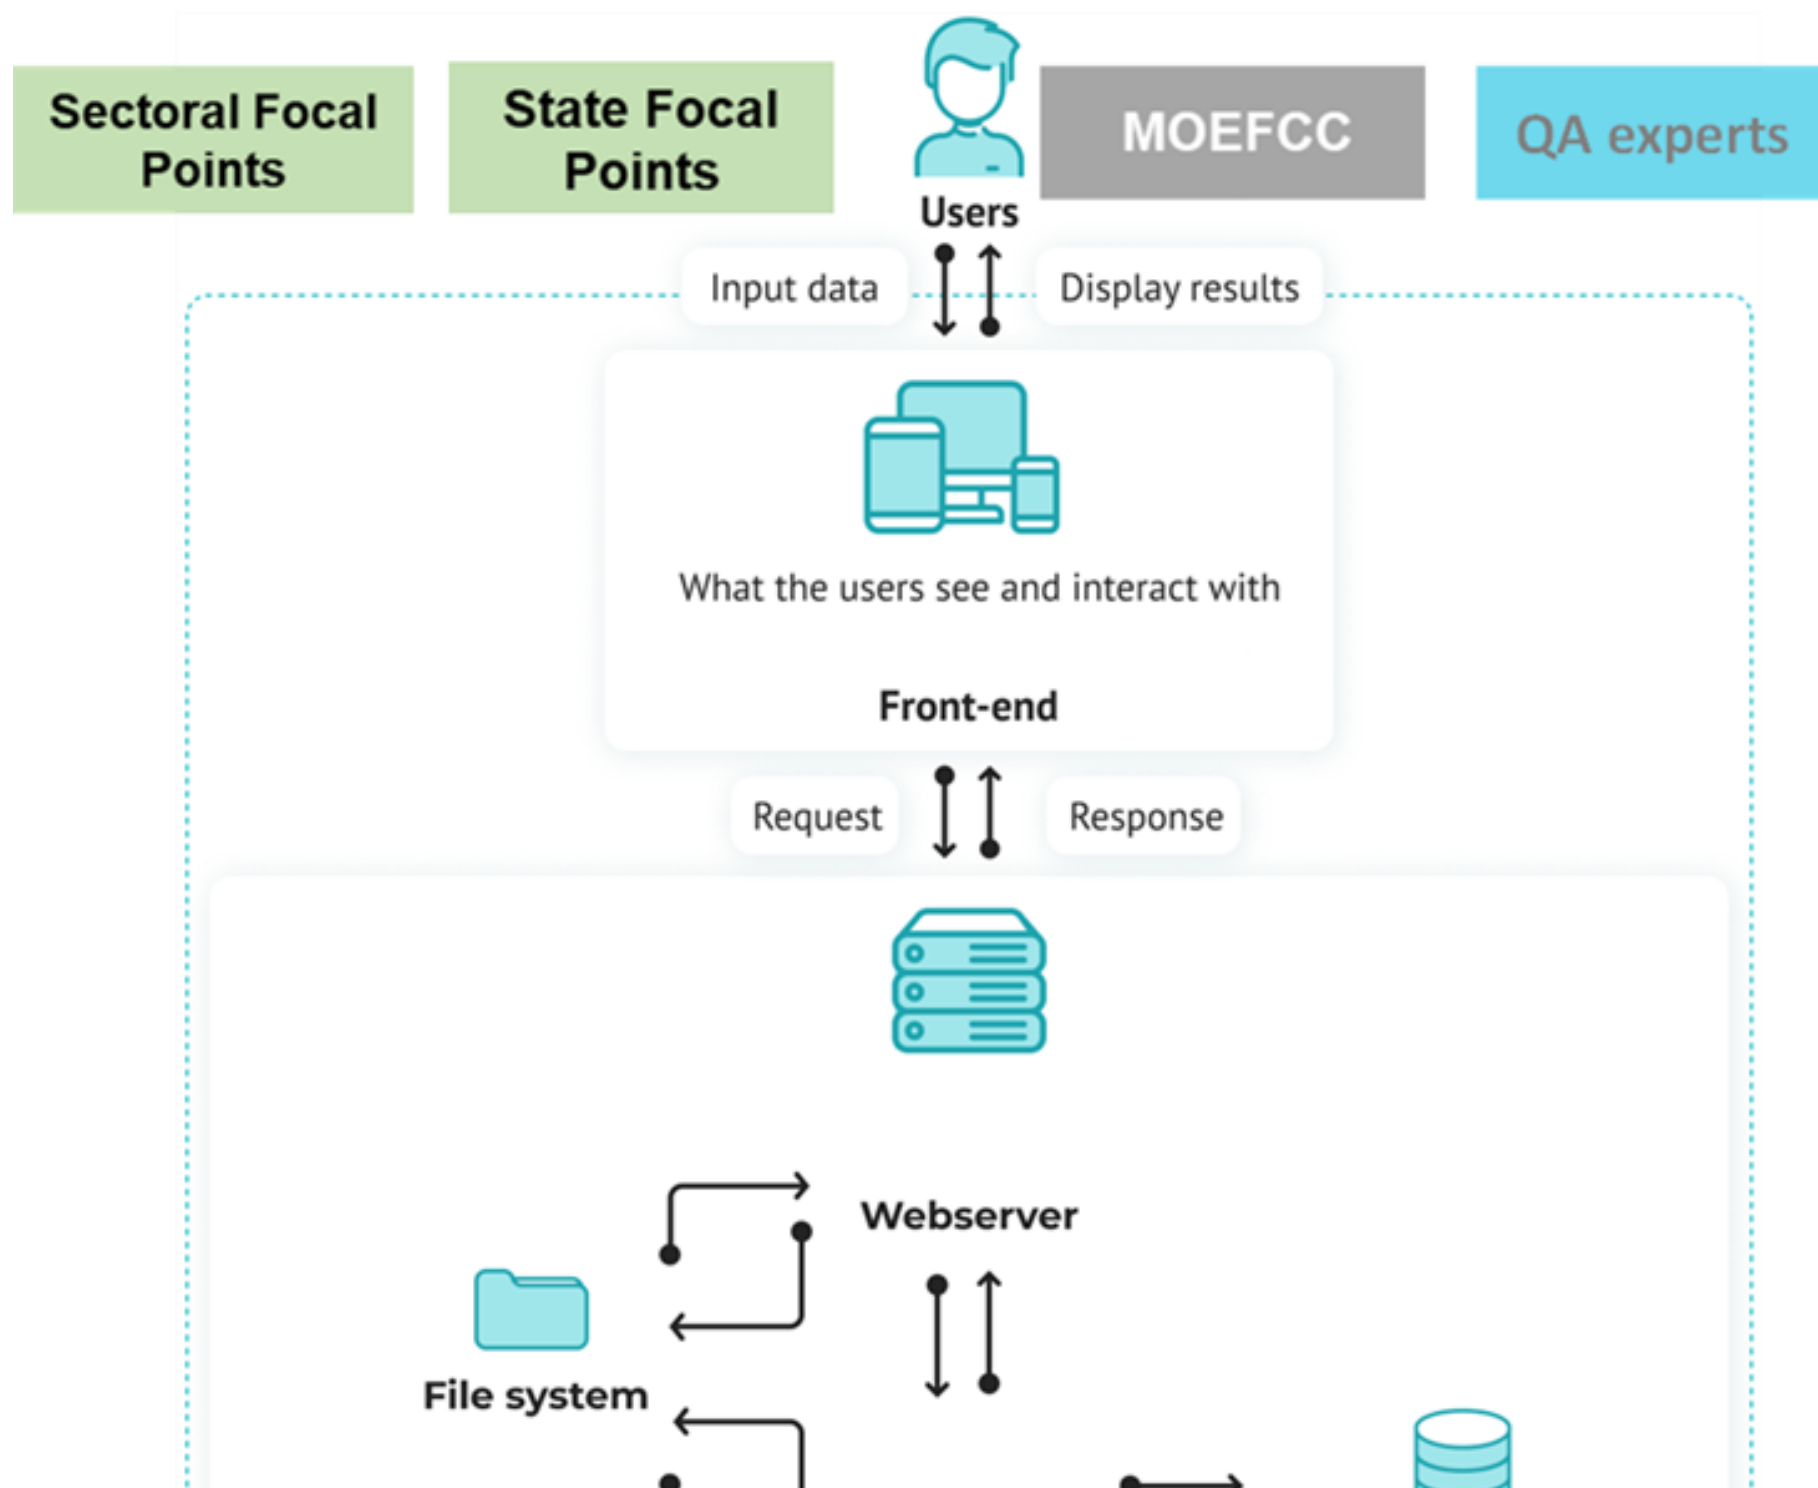 Sectoral Focal
Points
State Focal
Points
Users
MOEFCC
QA experts
Input data
Display results
What the users see and interact with
Front-end
Request
Response
Webserver
File system